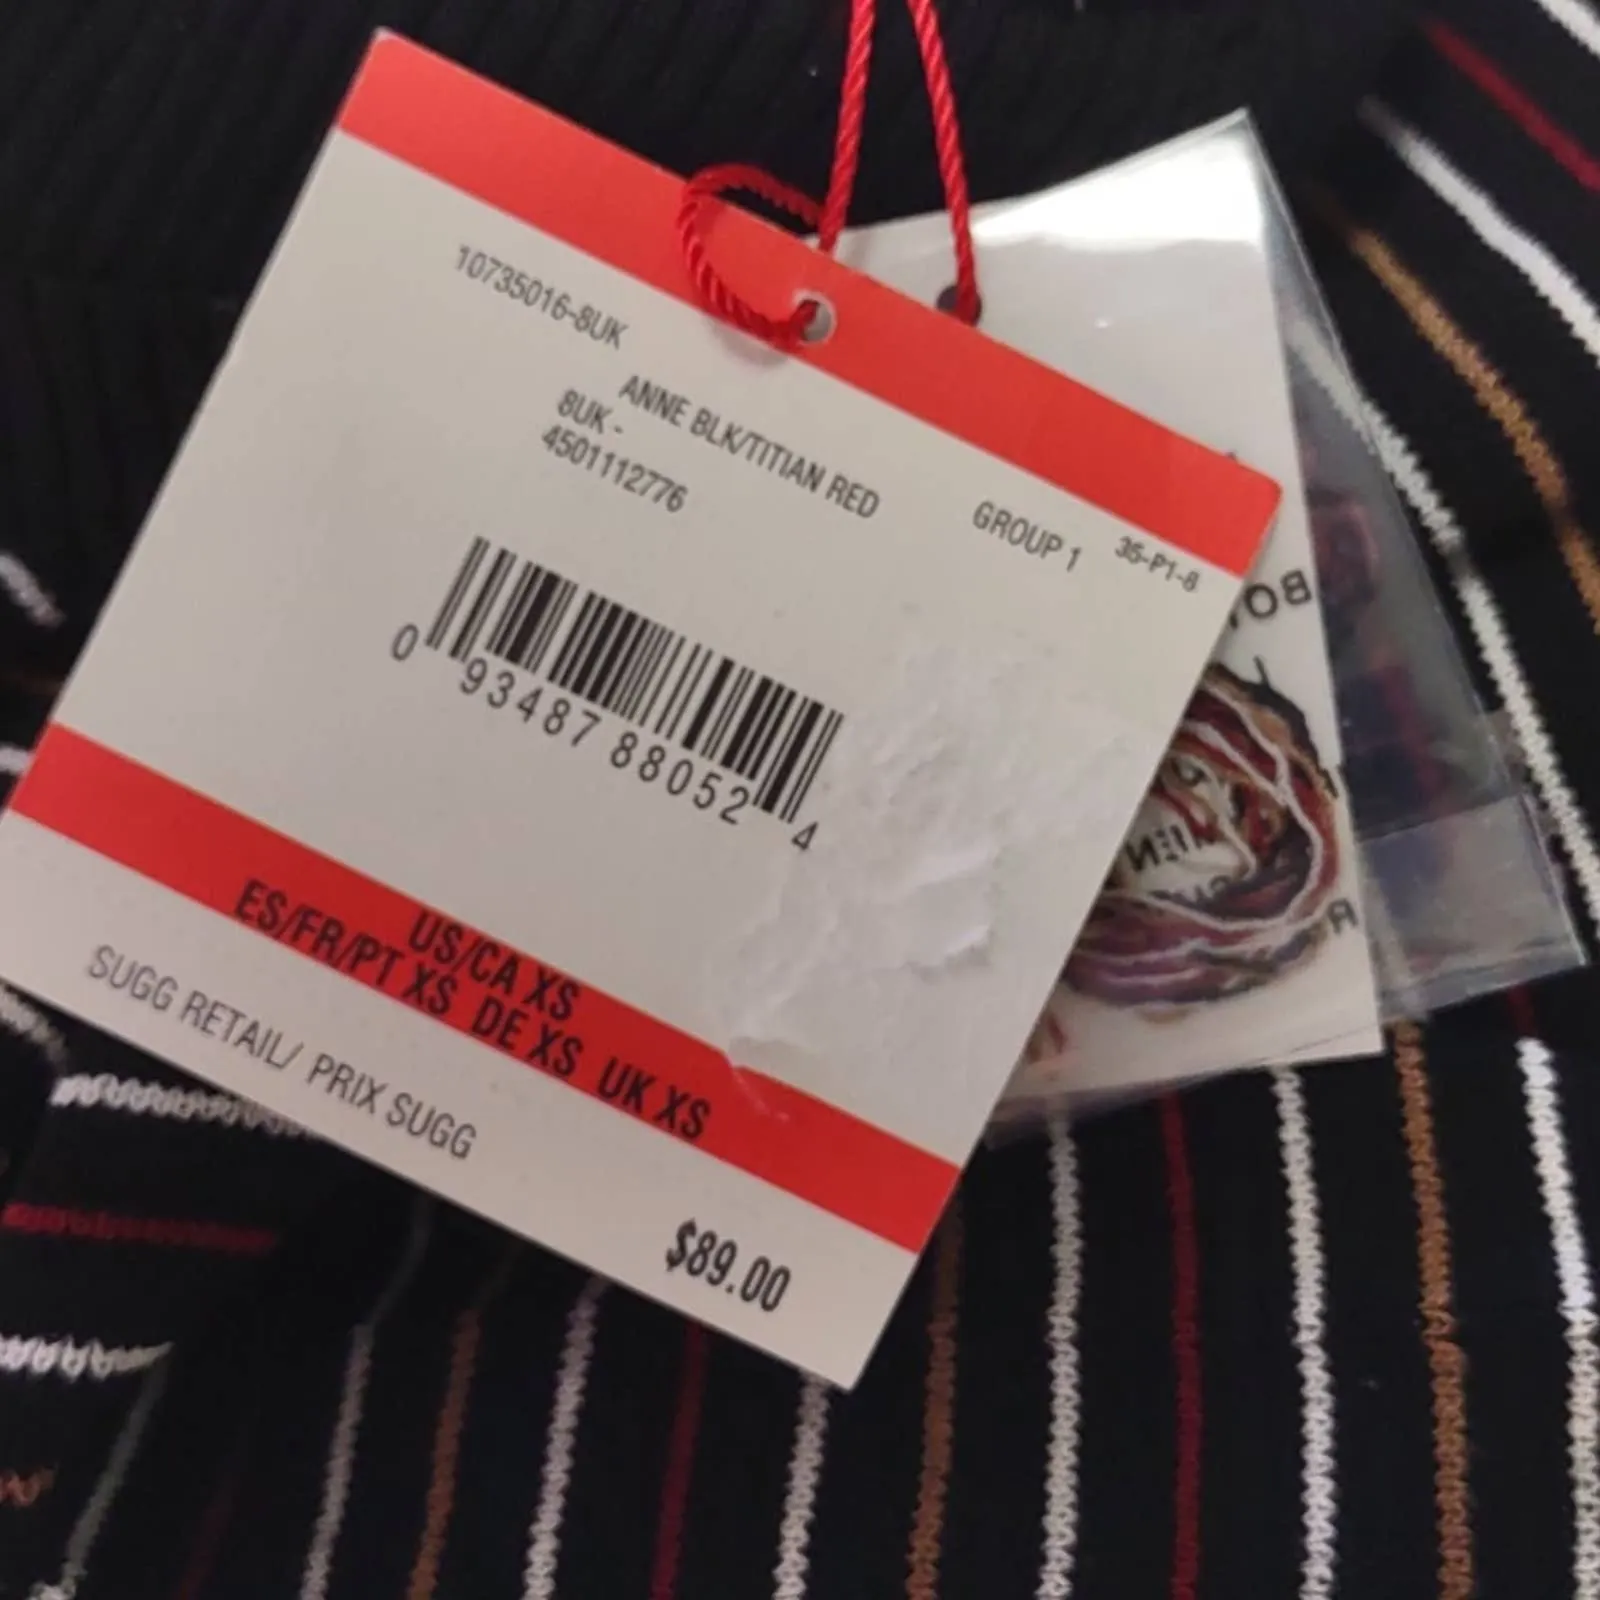 10735016-8UK
ANNE BLK/TITIAN RED
8UK -
4501112776
GROUP 1
35-P1-8
0 93487 88052 4
US/CA XS
ES/FR/PT XS DE XS UK XS
SUGG RETAIL/ PRIX SUGG
$89.00